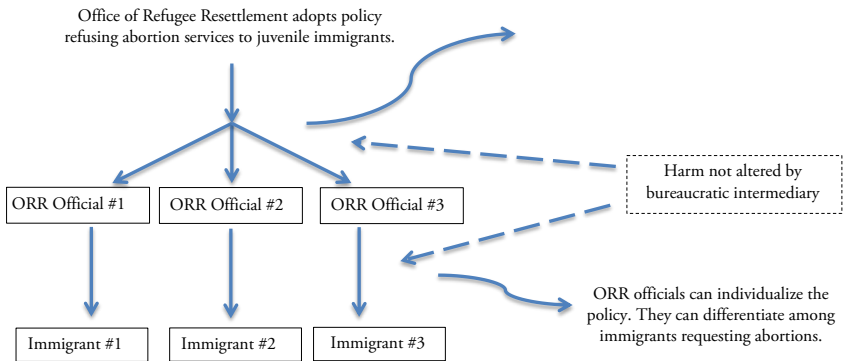 Office of Refugee Resettlement adopts policy
refusing abortion services to juvenile immigrants.
Harm not altered by
bureaucratic intermediary
ORR Official #1
ORR Official #2
ORR Official #3
ORR officials can individualize the
policy. They can differentiate among
immigrants requesting abortions.
Immigrant #1
Immigrant #2
Immigrant #3